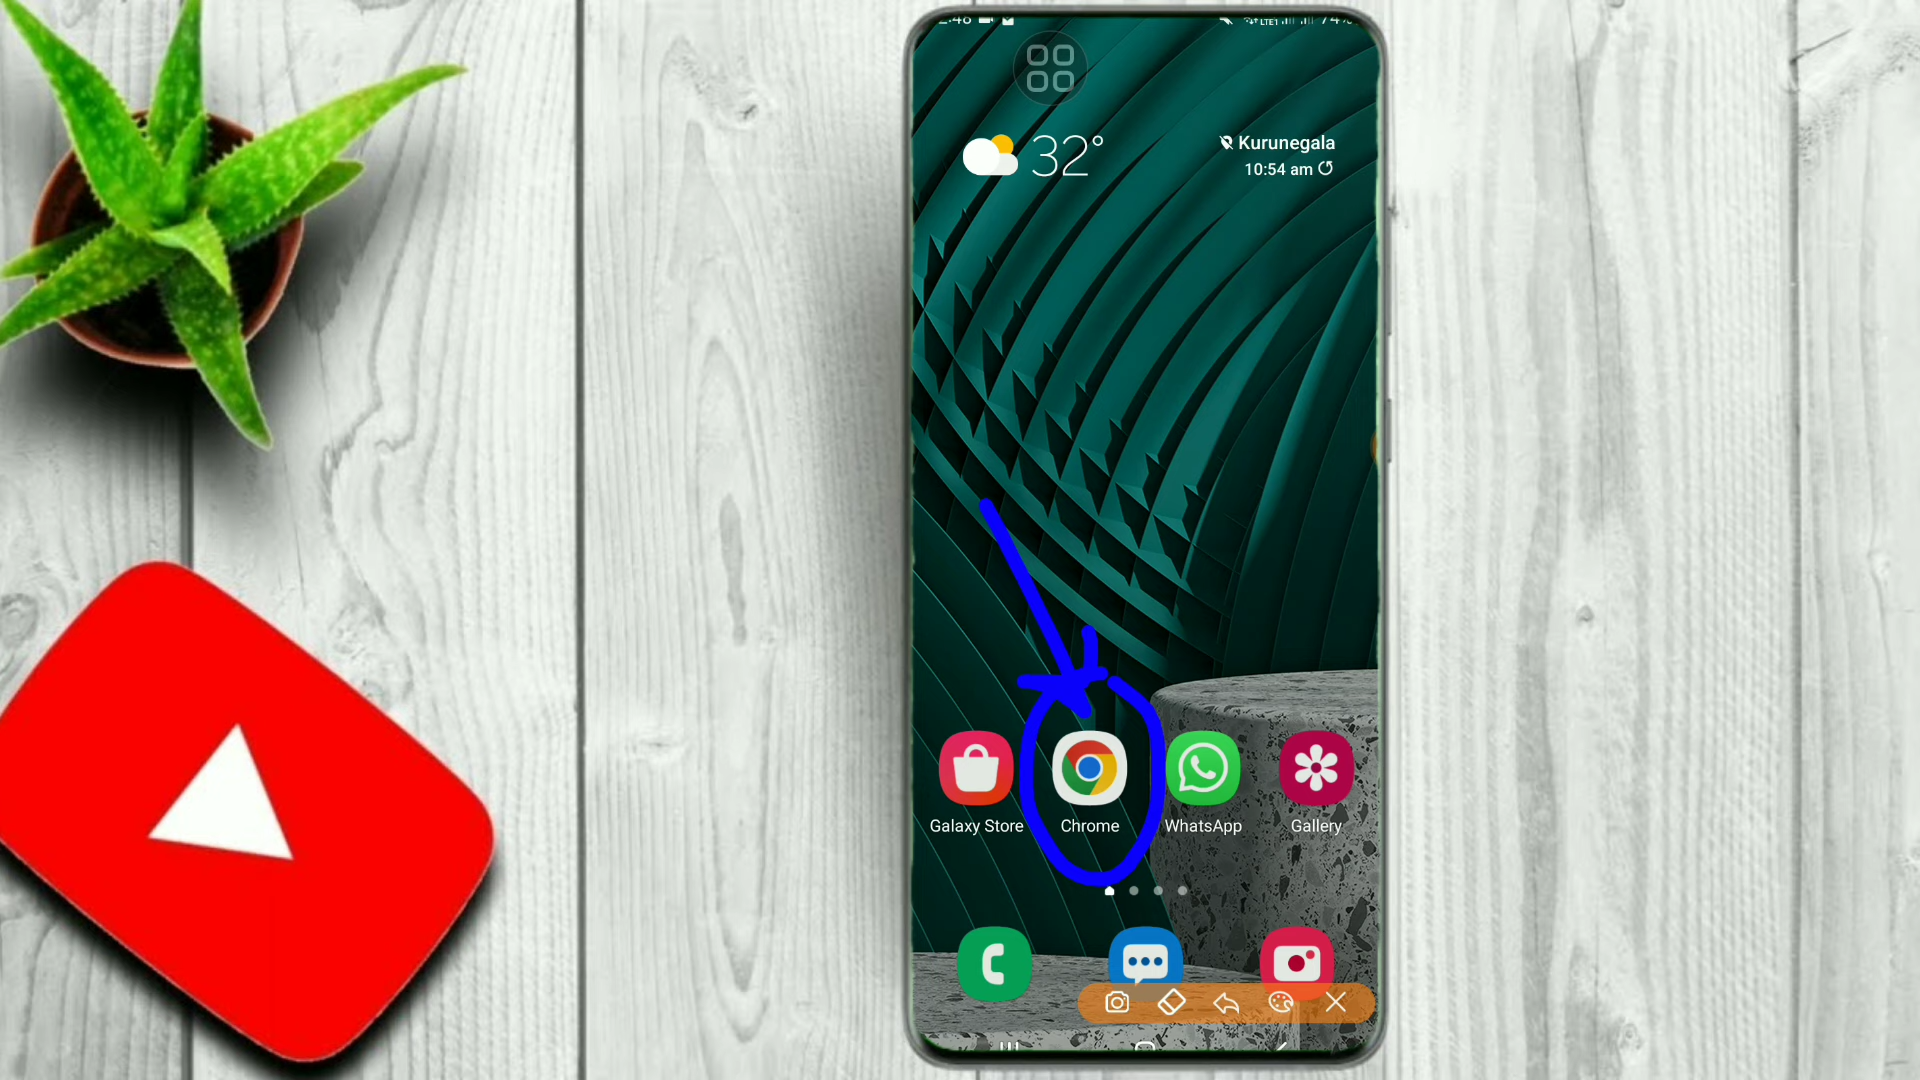 32°
Kurunegala
10:54 am
Galaxy Store
Chrome
WhatsApp
Gallery